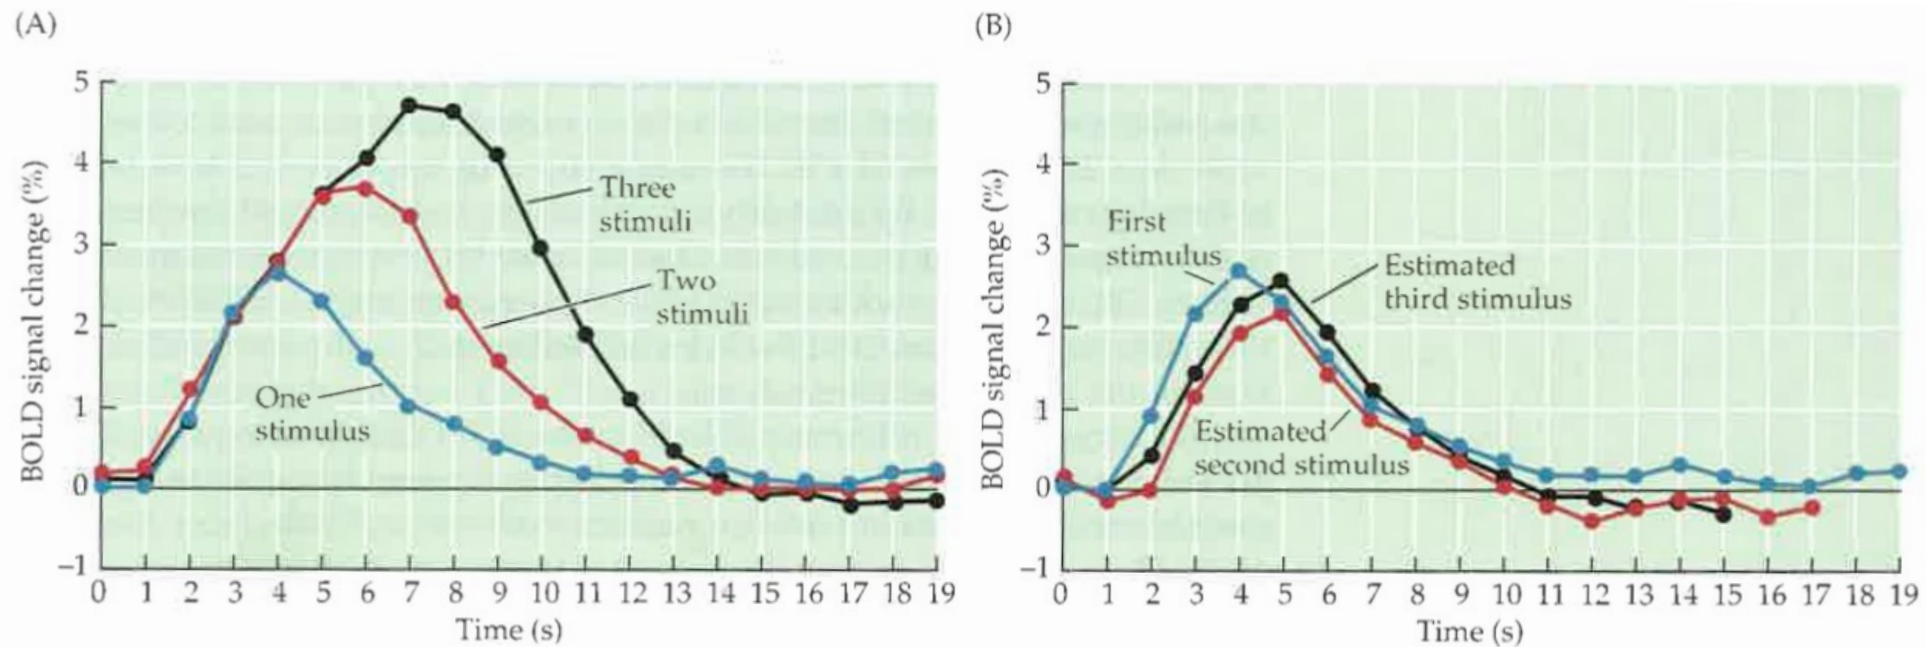 (A)
5
4
3
2
1
0
−1
BOLD signal change (%)
Three
stimuli
Two
stimuli
One
stimulus
0 1 2 3 4 5 6 7 8 9 10 11 12 13 14 15 16 17 18 19
Time (s)
(B)
5
4
3
2
1
0
−1
BOLD signal change (%)
First
stimulus
Estimated
third stimulus
Estimated
second stimulus
0 1 2 3 4 5 6 7 8 9 10 11 12 13 14 15 16 17 18 19
Time (s)